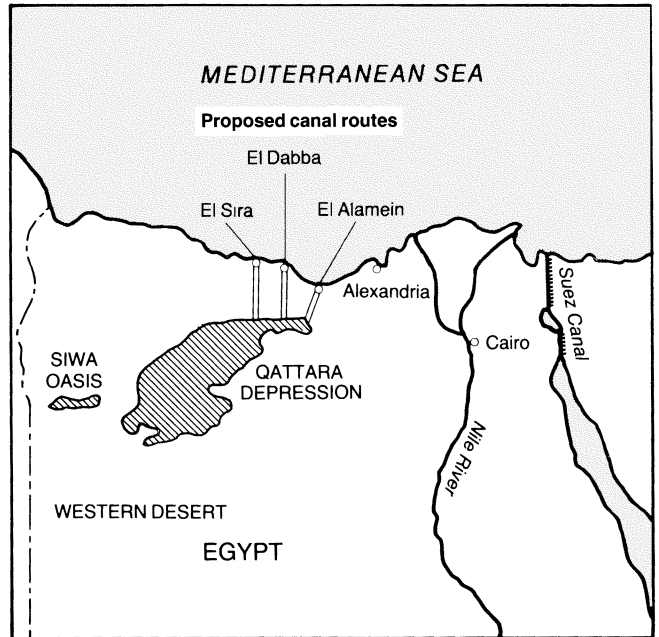 MEDITERRANEAN SEA
Proposed canal routes
El Dabba
El Sira
El Alamein
Alexandria
Suez Canal
Cairo
SIWA
OASIS
QATTARA
DEPRESSION
Nile River
WESTERN DESERT
EGYPT